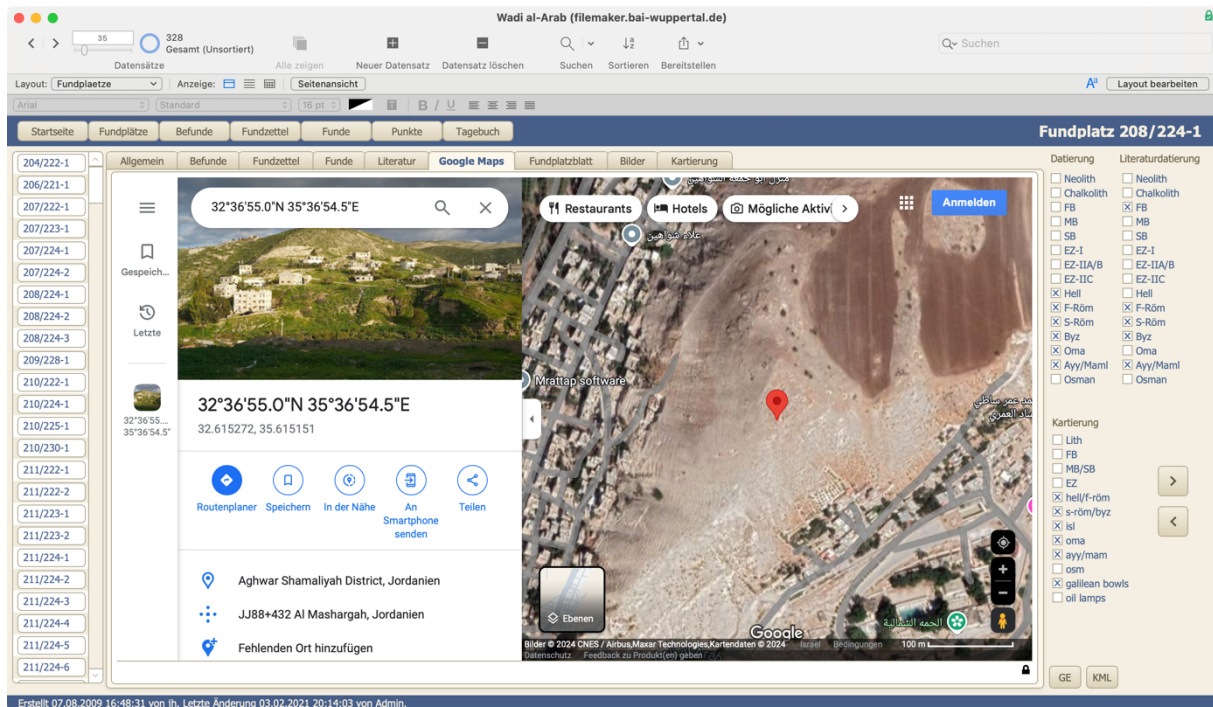 Wadi al-Arab (filemaker.bai-wuppertal.de)
35
328
Gesamt (Unsortiert)
Datensätze
Alle zeigen
Neuer Datensatz
Datensatz löschen
Suchen
Sortieren
Bereitstellen
Suchen
Layout: Fundplaetze
Anzeige:
Seitenansicht
Aa
Layout bearbeiten
Arial
Standard
16 pt
B I U
Startseite
Fundplätze
Befunde
Fundzettel
Funde
Punkte
Tagebuch
Fundplatz 208/224-1
204/222-1
206/221-1
207/222-1
207/223-1
207/224-1
207/224-2
208/224-1
208/224-2
208/224-3
209/228-1
210/222-1
210/224-1
210/225-1
210/230-1
211/222-1
211/222-2
211/223-1
211/223-2
211/224-1
211/224-2
211/224-3
211/224-4
211/224-5
211/224-6
Allgemein
Befunde
Fundzettel
Funde
Literatur
Google Maps
Fundplatzblatt
Bilder
Kartierung
Gespeich...
Letzte
32°36'55....
35°36'54.5"
32°36'55.0"N 35°36'54.5"E
32°36'55.0"N 35°36'54.5"E
32.615272, 35.615151
Routenplaner
Speichern
In der Nähe
An
Smartphone
senden
Teilen
Aghwar Shamaliyah District, Jordanien
JJ88+432 Al Mashargah, Jordanien
Fehlenden Ort hinzufügen
منزل ابو جمعه الشواهين
Restaurants
Hotels
Mögliche Aktivi
Anmelden
علاء شواهين
Mrattap software
الحمه الشمالية
Ebenen
Google
Bilder © 2024 CNES / Airbus,Maxar Technologies,Kartendaten © 2024
Israel
Bedingungen
100 m
Datenschutz
Feedback zu Produkt(en) geben
Datierung
Neolith
Chalkolith
FB
MB
SB
EZ-I
EZ-IIA/B
EZ-IIC
Hell
F-Röm
S-Röm
Byz
Oma
Ayy/Maml
Osman
Literaturdatierung
Neolith
Chalkolith
FB
MB
SB
EZ-I
EZ-IIA/B
EZ-IIC
Hell
F-Röm
S-Röm
Byz
Oma
Ayy/Maml
Osman
Kartierung
Lith
FB
MB/SB
EZ
hell/f-röm
s-röm/byz
isl
oma
ayy/mam
osm
galilean bowls
oil lamps
GE
KML
Erstellt 07.08.2009 16:48:31 von jh. Letzte Änderung 03.02.2021 20:14:03 von Admin.